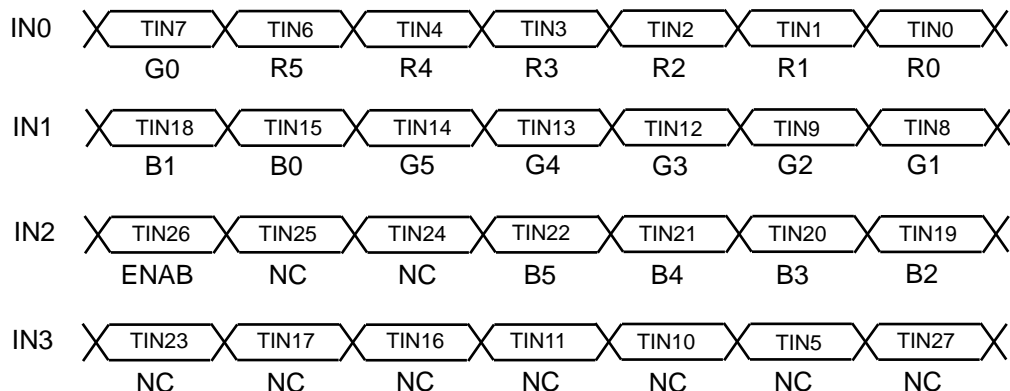 IN0 TIN7 TIN6 TIN4 TIN3 TIN2 TIN1 TIN0
G0 R5 R4 R3 R2 R1 R0
IN1 TIN18 TIN15 TIN14 TIN13 TIN12 TIN9 TIN8
B1 B0 G5 G4 G3 G2 G1
IN2 TIN26 TIN25 TIN24 TIN22 TIN21 TIN20 TIN19
ENAB NC NC B5 B4 B3 B2
IN3 TIN23 TIN17 TIN16 TIN11 TIN10 TIN5 TIN27
NC NC NC NC NC NC NC